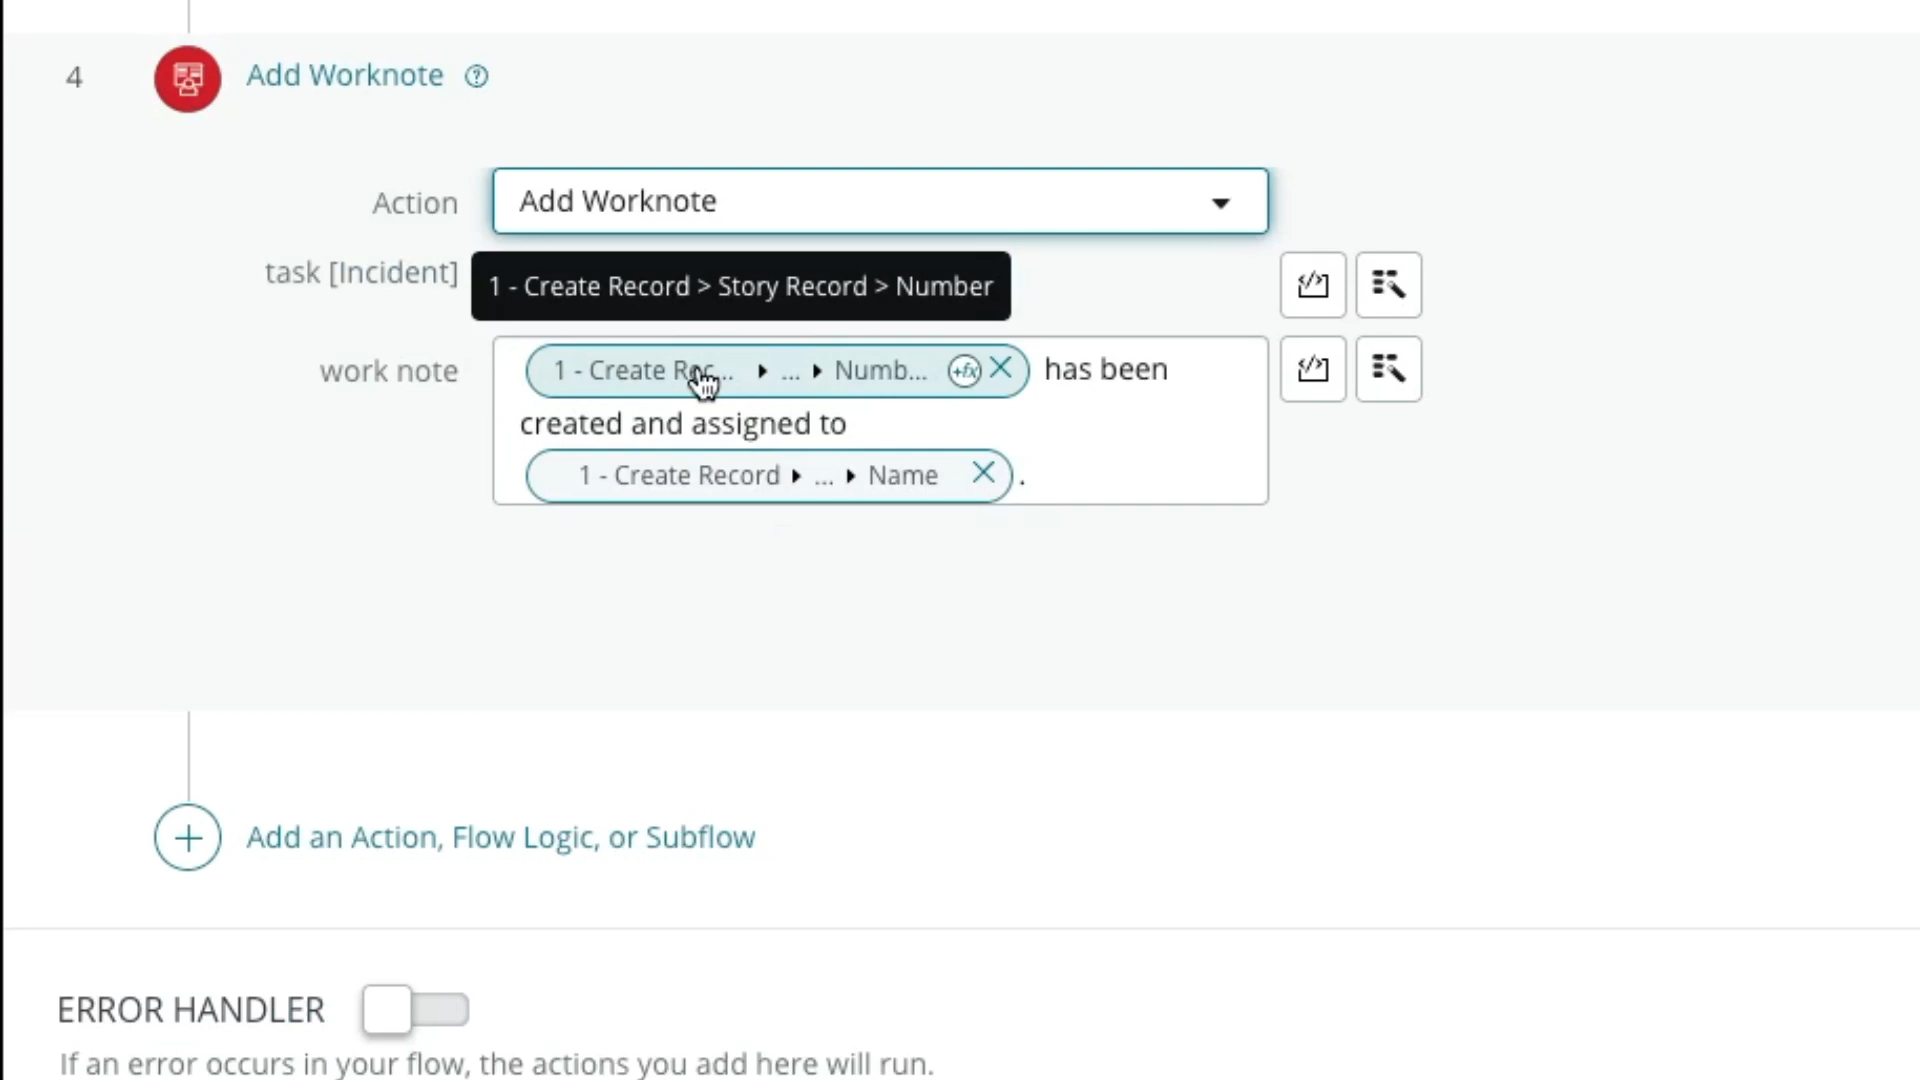 4 Add Worknote ?
Action Add Worknote
task [Incident] 1 - Create Record > Story Record > Number
work note 1 - Create Rec... ▸ ... ▸ Numb... +fx has been
created and assigned to
1 - Create Record ▸ ... ▸ Name .
Add an Action, Flow Logic, or Subflow
ERROR HANDLER
If an error occurs in your flow, the actions you add here will run.